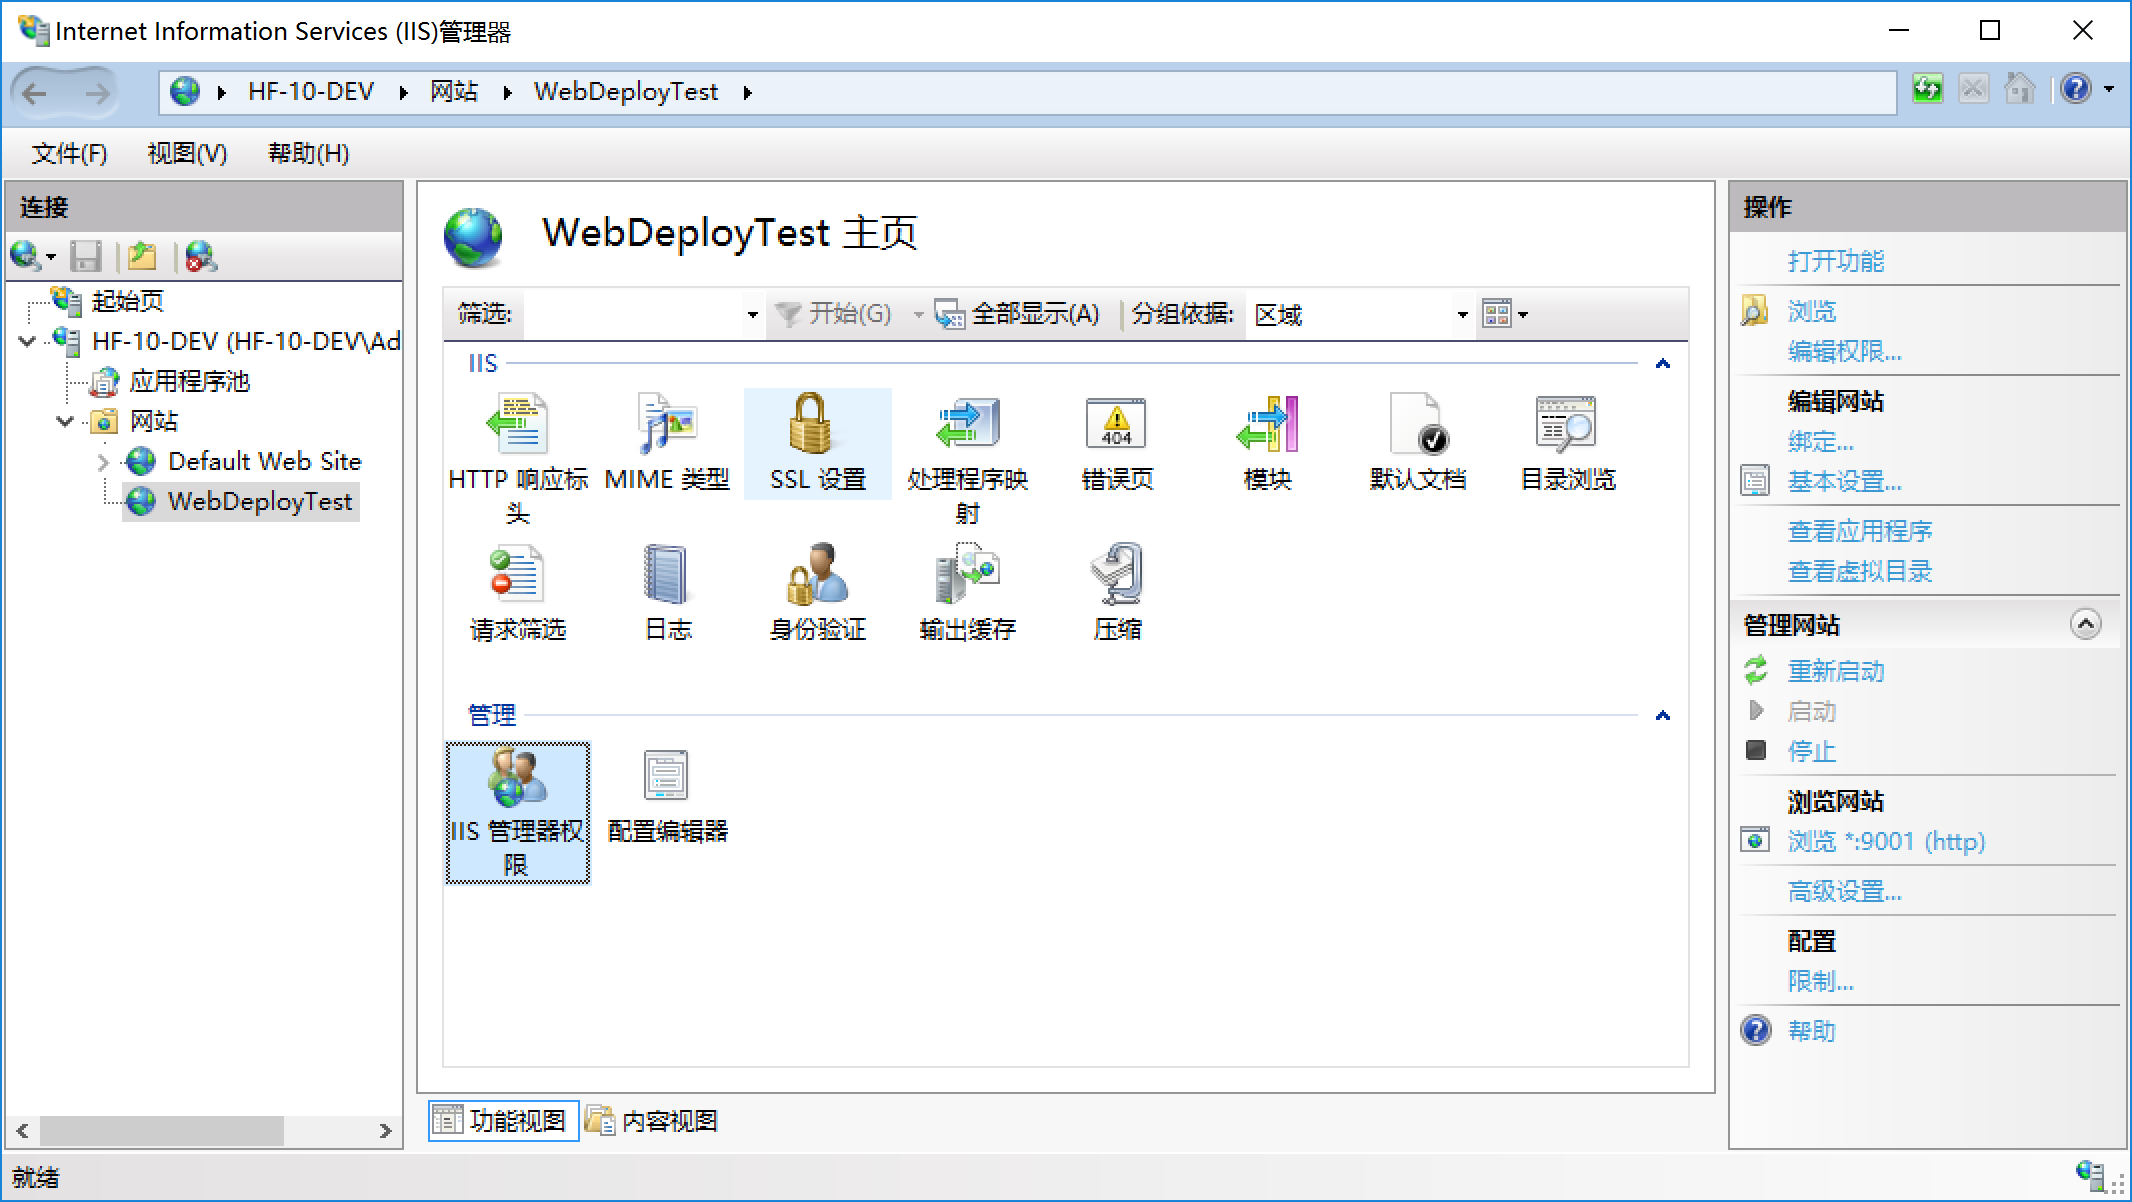 Internet Information Services (IIS)管理器
HF-10-DEV 网站 WebDeployTest
文件(F) 视图(V) 帮助(H)
连接
起始页
HF-10-DEV (HF-10-DEV\Ad
应用程序池
网站
Default Web Site
WebDeployTest
WebDeployTest 主页
筛选: 开始(G) 全部显示(A) 分组依据: 区域
IIS
HTTP 响应标头 MIME 类型 SSL 设置 处理程序映射 错误页 404 模块 默认文档 目录浏览
请求筛选 日志 身份验证 输出缓存 压缩
管理
IIS 管理器权限 配置编辑器
功能视图 内容视图
操作
打开功能
浏览
编辑权限...
编辑网站
绑定...
基本设置...
查看应用程序
查看虚拟目录
管理网站
重新启动
启动
停止
浏览网站
浏览 *:9001 (http)
高级设置...
配置
限制...
帮助
就绪